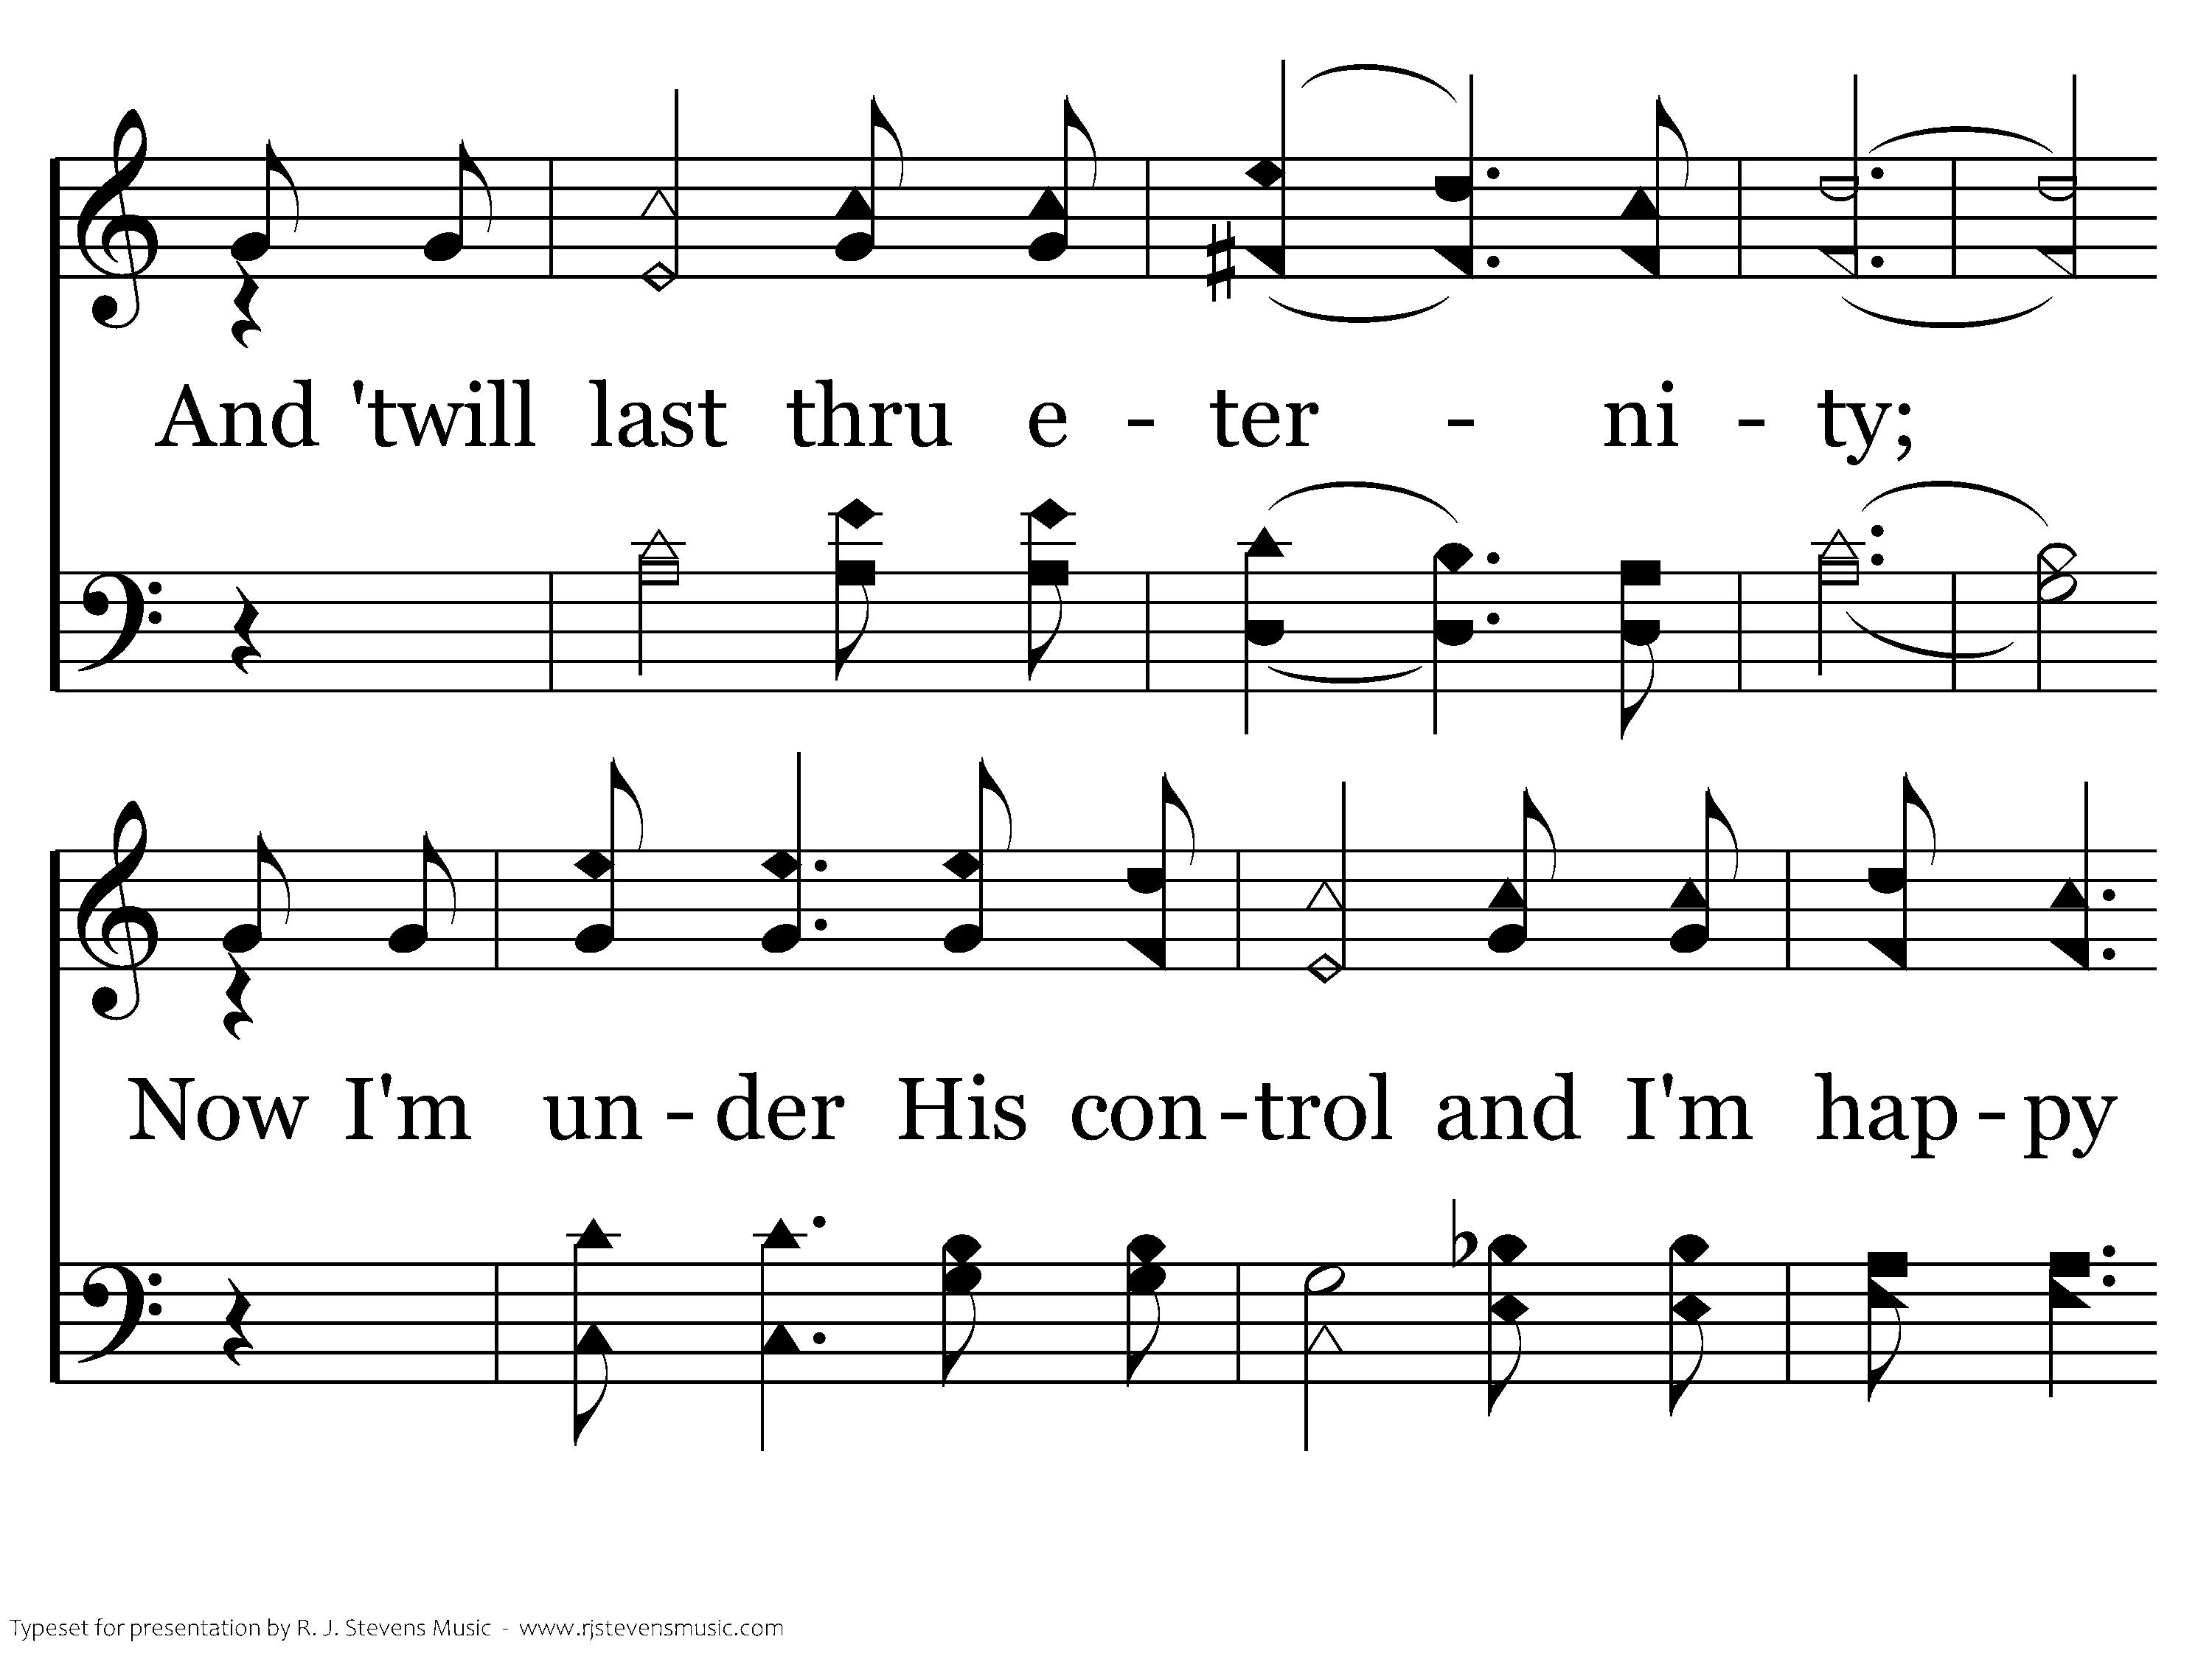 And 'twill last thru e - ter - ni - ty;
Now I'm un - der His con - trol and I'm hap - py
Typeset for presentation by R. J. Stevens Music - www.rjstevensmusic.com